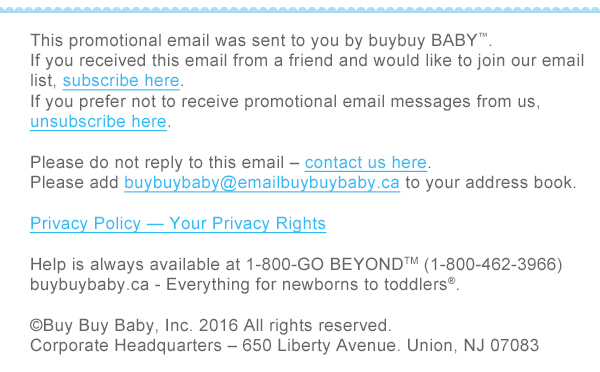 This promotional email was sent to you by buybuy BABY™.
If you received this email from a friend and would like to join our email
list, subscribe here.
If you prefer not to receive promotional email messages from us,
unsubscribe here.
Please do not reply to this email – contact us here.
Please add buybuybaby@emailbuybuybaby.ca to your address book.
Privacy Policy — Your Privacy Rights
Help is always available at 1-800-GO BEYOND™ (1-800-462-3966)
buybuybaby.ca - Everything for newborns to toddlers®.
©Buy Buy Baby, Inc. 2016 All rights reserved.
Corporate Headquarters – 650 Liberty Avenue. Union, NJ 07083